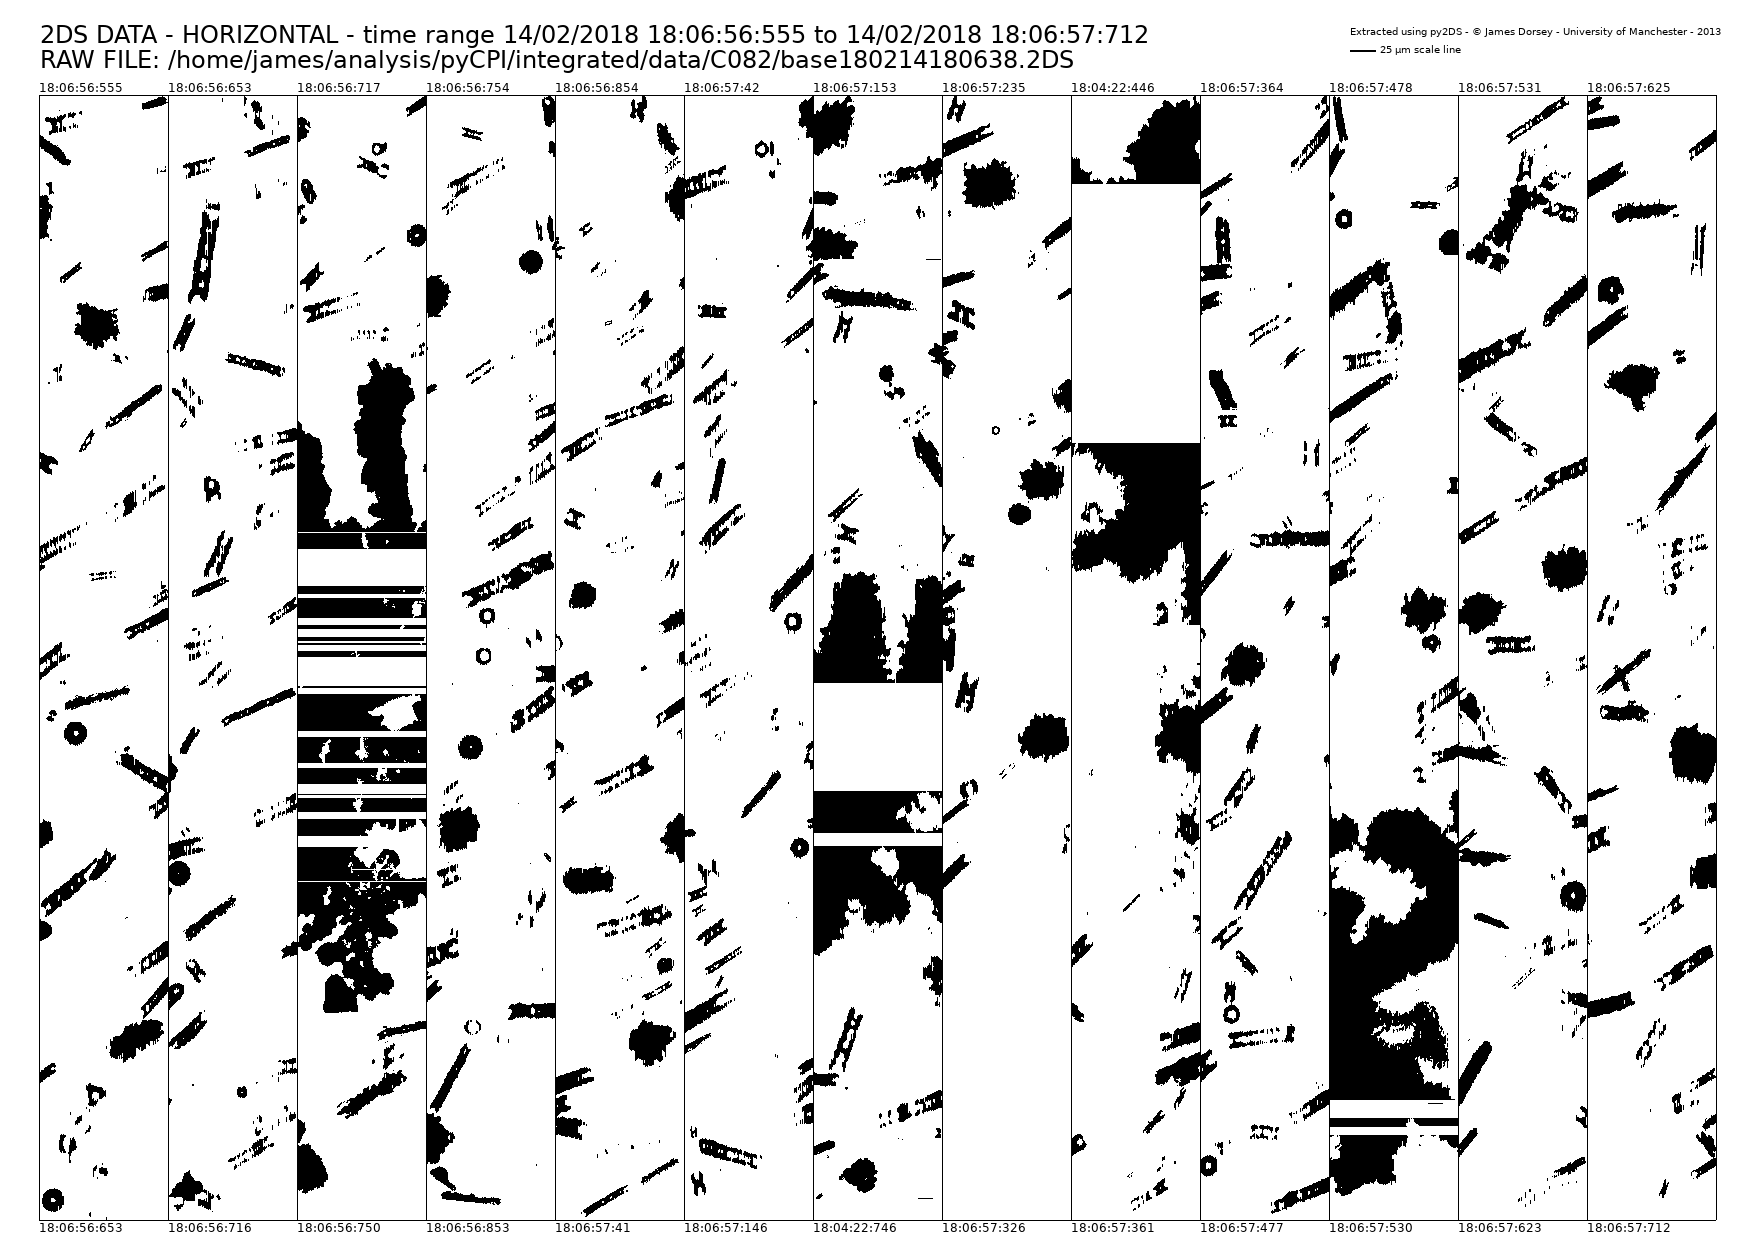 2DS DATA - HORIZONTAL - time range 14/02/2018 18:06:56:555 to 14/02/2018 18:06:57:712
RAW FILE: /home/james/analysis/pyCPI/integrated/data/C082/base180214180638.2DS
Extracted using py2DS - © James Dorsey - University of Manchester - 2013
25 µm scale line
18:06:56:555 18:06:56:653 18:06:56:717 18:06:56:754 18:06:56:854 18:06:57:42 18:06:57:153 18:06:57:235 18:04:22:446 18:06:57:364 18:06:57:478 18:06:57:531 18:06:57:625
18:06:56:653 18:06:56:716 18:06:56:750 18:06:56:853 18:06:57:41 18:06:57:146 18:04:22:746 18:06:57:326 18:06:57:361 18:06:57:477 18:06:57:530 18:06:57:623 18:06:57:712